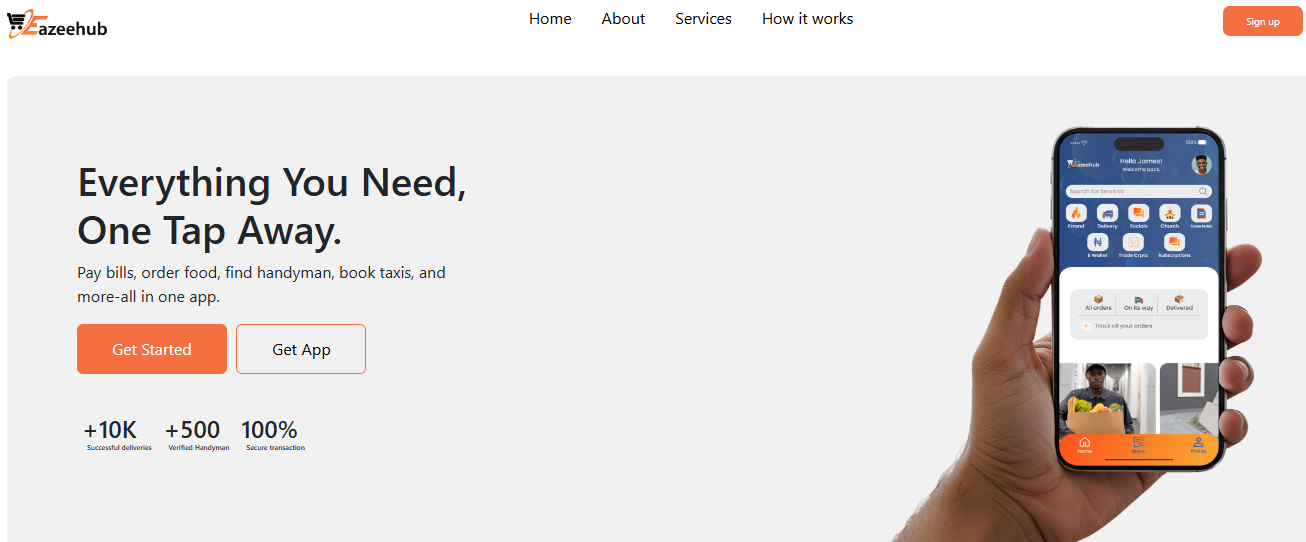 Eazeehub
Home About Services How it works
Sign up
Everything You Need,
One Tap Away.
Pay bills, order food, find handyman, book taxis, and
more-all in one app.
Get Started
Get App
+10K +500 100%
Successful deliveries Verified Handyman Secure transaction
100%
Eazeehub
Hello James!
Welcome back
Search for Services
Errand Delivery Socials Church
E Wallet Trade Crpto Subscrptions
All orders On its way Delivered
Track all your orders
Home Menu Profile